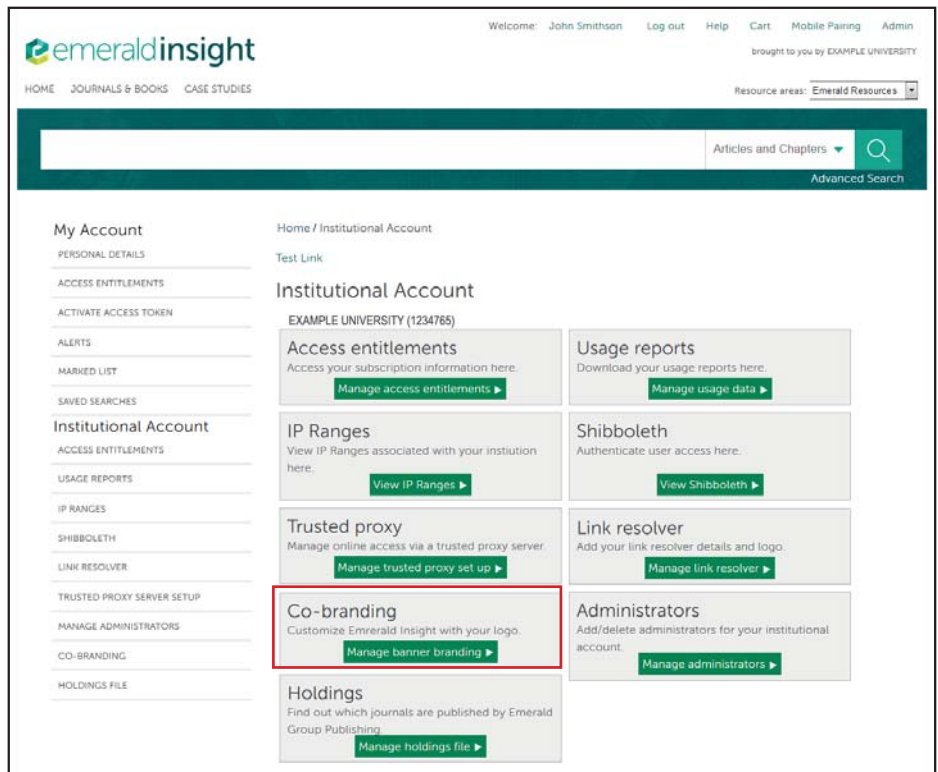 Welcome: John Smithson Log out Help Cart Mobile Pairing Admin
emeraldinsight
brought to you by EXAMPLE UNIVERSITY
HOME JOURNALS & BOOKS CASE STUDIES
Resource areas: Emerald Resources
Articles and Chapters
Advanced Search
My Account
PERSONAL DETAILS
ACCESS ENTITLEMENTS
ACTIVATE ACCESS TOKEN
ALERTS
MARKED LIST
SAVED SEARCHES
Institutional Account
ACCESS ENTITLEMENTS
USAGE REPORTS
IP RANGES
SHIBBOLETH
LINK RESOLVER
TRUSTED PROXY SERVER SETUP
MANAGE ADMINISTRATORS
CO-BRANDING
HOLDINGS FILE
Home / Institutional Account
Test Link
Institutional Account
EXAMPLE UNIVERSITY (1234765)
Access entitlements
Access your subscription information here.
Manage access entitlements
Usage reports
Download your usage reports here.
Manage usage data
IP Ranges
View IP Ranges associated with your instiution
here.
View IP Ranges
Shibboleth
Authenticate user access here.
View Shibboleth
Trusted proxy
Manage online access via a trusted proxy server.
Manage trusted proxy set up
Link resolver
Add your link resolver details and logo.
Manage link resolver
Co-branding
Customize Emrerald Insight with your logo.
Manage banner branding
Administrators
Add/delete administrators for your institutional
account.
Manage administrators
Holdings
Find out which journals are published by Emerald
Group Publishing
Manage holdings file